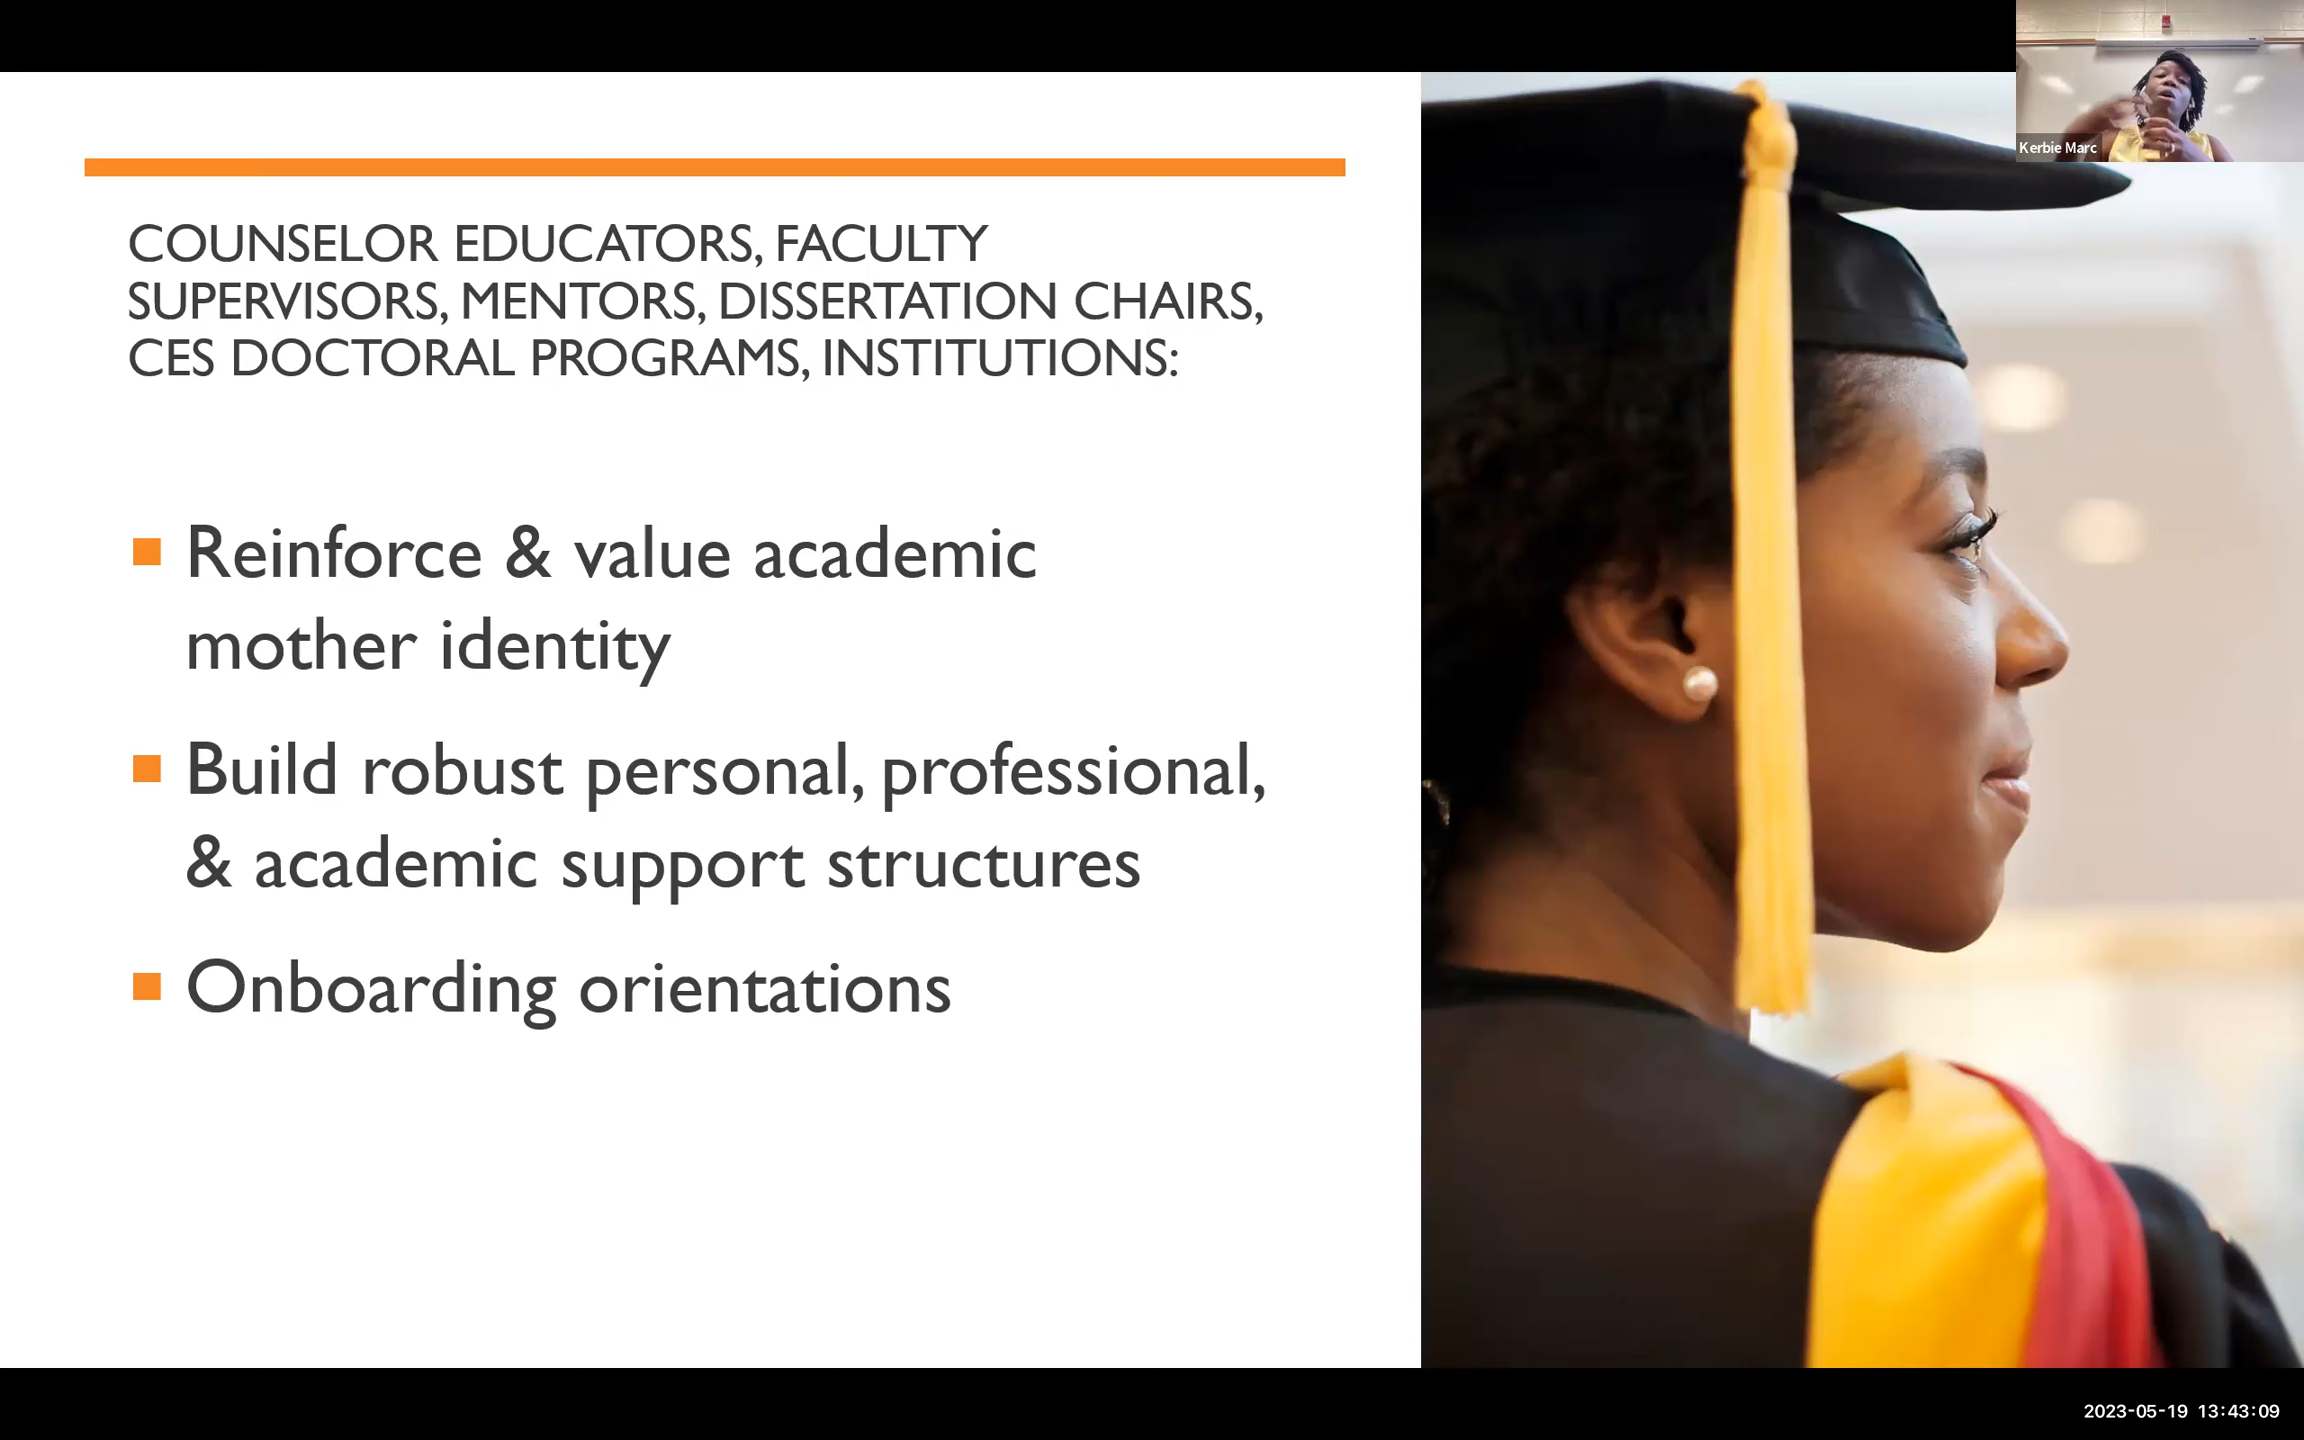 Kerbie Marc
COUNSELOR EDUCATORS, FACULTY
SUPERVISORS, MENTORS, DISSERTATION CHAIRS,
CES DOCTORAL PROGRAMS, INSTITUTIONS:
Reinforce & value academic
mother identity
Build robust personal, professional,
& academic support structures
Onboarding orientations
2023-05-19 13:43:09